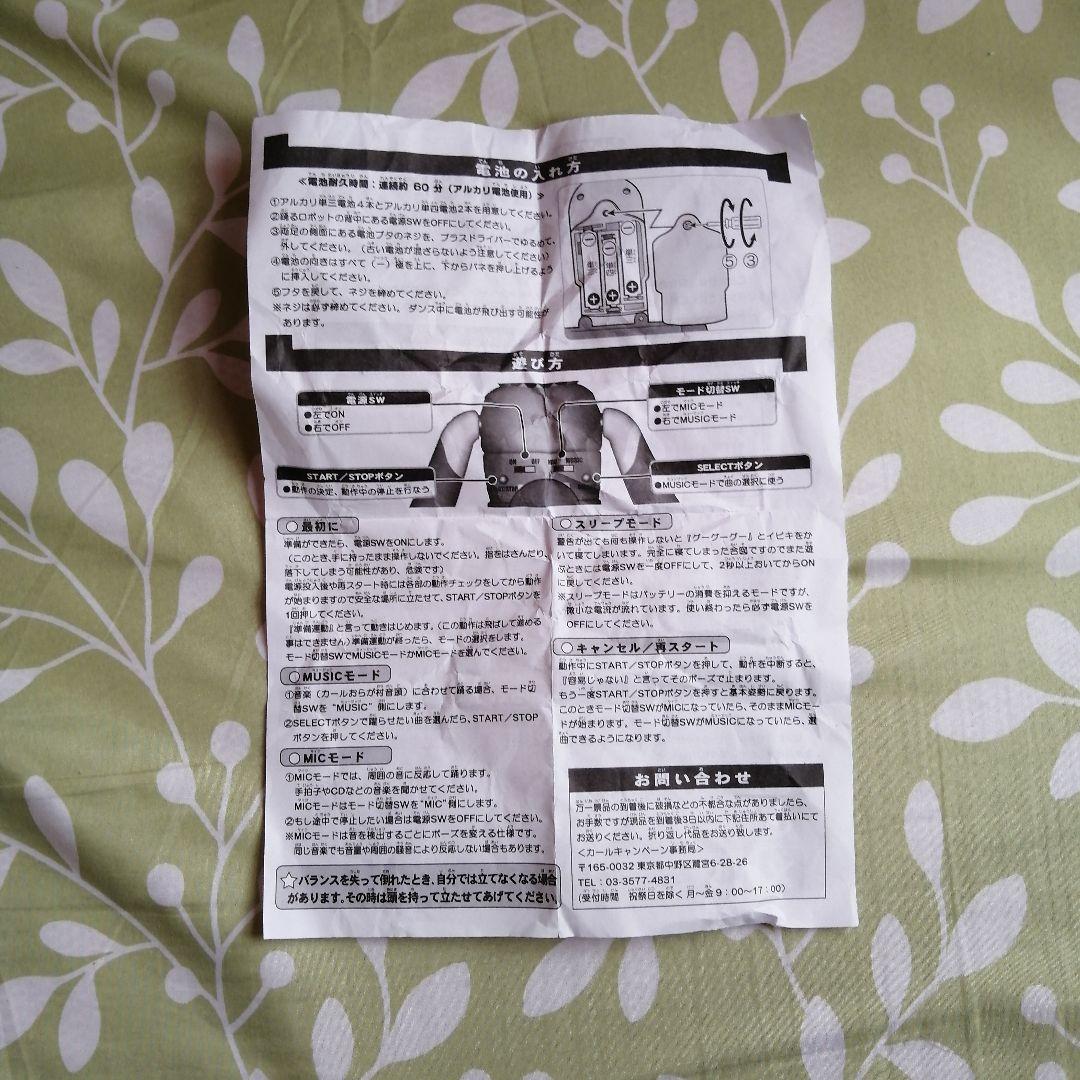 電池の入れ方
≪電池耐久時間：連続約 60 分（アルカリ電池使用）≫
①アルカリ単三電池4本とアルカリ単四電池2本を用意してください。
②踊るロボットの背中にある電源SWをOFFにしてください。
③両足の側面にある電池ブタのネジを、プラスドライバーでゆるめて、
外してください。（古い電池が混ざらないよう注意してください）
④電池の向きはすべて（－）極を上に、下からバネを押し上げるよう
に挿入してください。
⑤フタを戻して、ネジを締めてください。
※ネジは必ず締めてください。ダンス中に電池が飛び出す可能性が
あります。
⑤ ③
遊び方
電源SW
●左でON
●右でOFF
モード切替SW
●左でMICモード
●右でMUSICモード
ON OFF MIC MUSIC
START／STOPボタン
●動作の決定、動作中の停止を行なう
SELECTボタン
●MUSICモードで曲の選択に使う
○最初に
準備ができたら、電源SWをONにします。
（このとき、手に持ったまま操作しないでください。指をはさんだり、
落下してしまう可能性があり、危険です）
電源投入後や再スタート時には各部の動作チェックをしてから動作
が始まりますので安全な場所に立たせて、START／STOPボタンを
1回押してください。
『準備運動』と言って動きはじめます。（この動作は飛ばして進める
事はできません）準備運動が終ったら、モードの選択をします。
モード切替SWでMUSICモードかMICモードを選んでください。
○MUSICモード
①音楽（カールおらが村音頭）に合わせて踊る場合、モード切
替SWを“MUSIC”側にします。
②SELECTボタンで躍らせたい曲を選んだら、START／STOP
ボタンを押してください。
○MICモード
①MICモードでは、周囲の音に反応して踊ります。
手拍子やCDなどの音楽を聞かせてください。
MICモードはモード切替SWを“MIC”側にします。
②もし途中で停止したい場合は電源SWをOFFにしてください。
※MICモードは音を検出するごとにポーズを変える仕様です。
同じ音楽でも音量や周囲の騒音により反応しない場合もあります。
☆バランスを失って倒れたとき、自分では立てなくなる場合
があります。その時は頭を持って立たせてあげてください。
○スリープモード
警告が出ても何も操作しないと『グーグーグー』とイビキをか
いて寝てしまいます。完全に寝てしまった合図ですのでまた遊
ぶときには電源SWを一度OFFにして、2秒以上おいてからON
に戻してください。
※スリープモードはバッテリーの消費を抑えるモードですが、
微小な電流が流れています。使い終わったら必ず電源SWを
OFFにしてください。
○キャンセル／再スタート
動作中にSTART／STOPボタンを押して、動作を中断すると、
『容易じゃない』と言ってそのポーズで止まります。
もう一度START／STOPボタンを押すと基本姿勢に戻ります。
このときモード切替SWがMICになっていたら、そのままMICモー
ドが始まります。モード切替SWがMUSICになっていたら、選
曲できるようになります。
お問い合わせ
万一景品の到着後に破損などの不都合な点がありましたら、
お手数ですが現品を到着後3日以内に下記住所あて着払いにて
お送りください。折り返し代品をお送り致します。
＜カールキャンペーン事務局＞
〒165-0032 東京都中野区鷺宮6-28-26
TEL：03-3577-4831
（受付時間 祝祭日を除く 月～金 9：00～17：00）